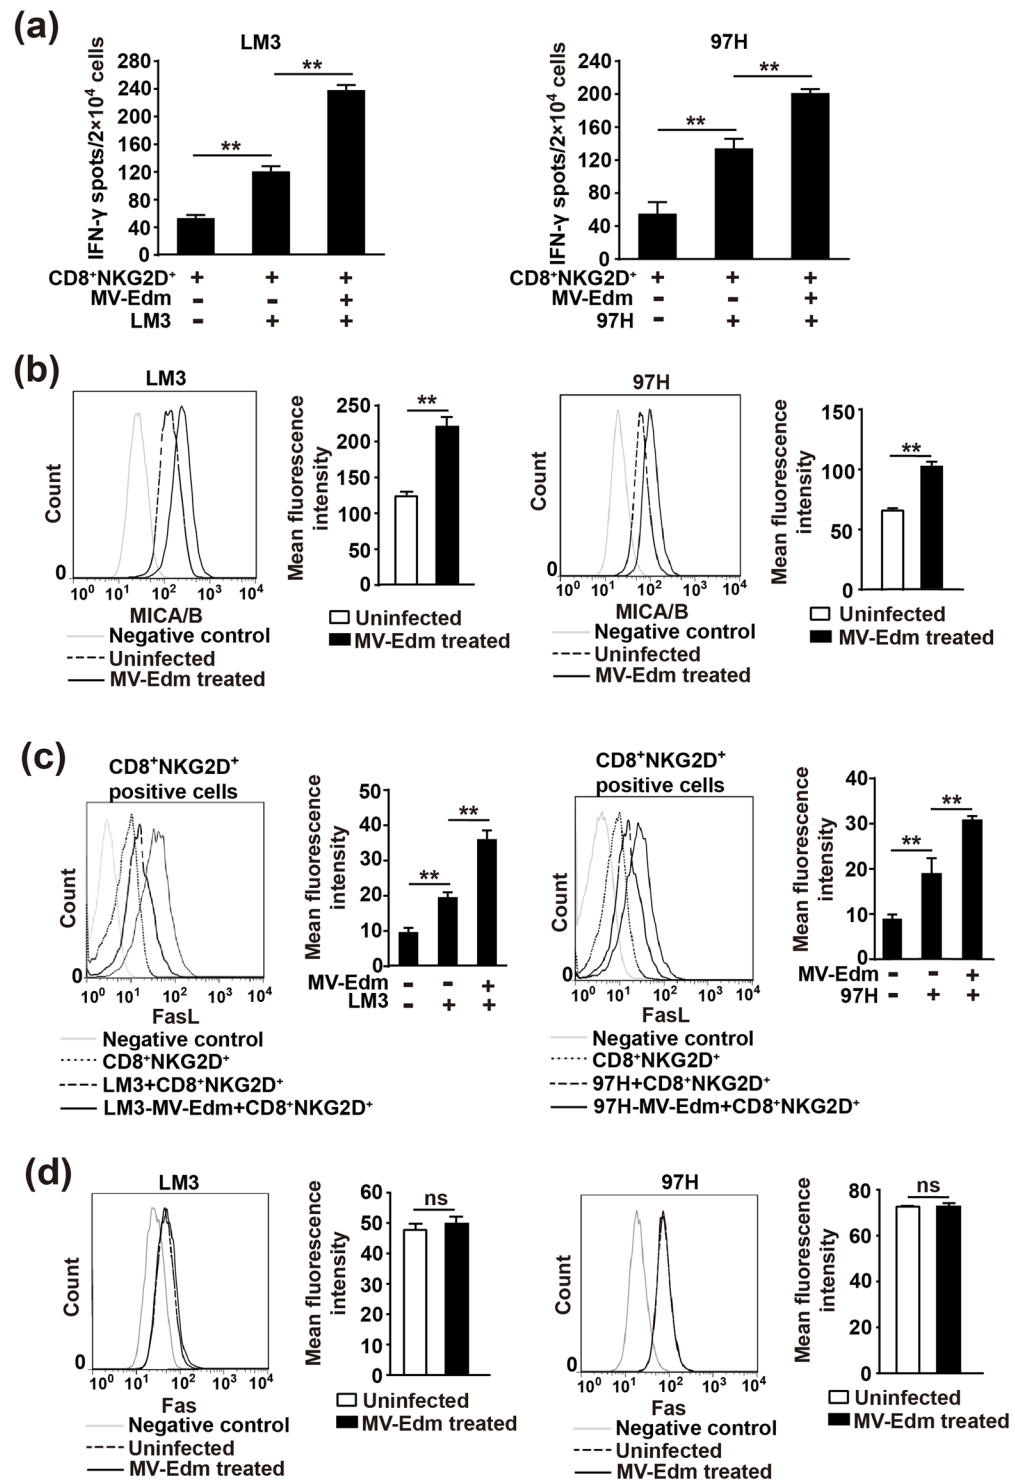 (a)
LM3
IFN-γ spots/2×10⁴ cells
280
240
200
160
120
80
40
0
**
**
CD8⁺NKG2D⁺ + + +
MV-Edm - - +
LM3 - + +
97H
IFN-γ spots/2×10⁴ cells
240
200
160
120
80
40
0
**
**
CD8⁺NKG2D⁺ + + +
MV-Edm - - +
97H - + +
(b)
LM3
Count
0
10⁰ 10¹ 10² 10³ 10⁴
MICA/B
Negative control
Uninfected
MV-Edm treated
Mean fluorescence
intensity
250
200
150
100
50
0
**
Uninfected
MV-Edm treated
97H
Count
0
10⁰ 10¹ 10² 10³ 10⁴
MICA/B
Negative control
Uninfected
MV-Edm treated
Mean fluorescence
intensity
150
100
50
0
**
Uninfected
MV-Edm treated
(c)
CD8⁺NKG2D⁺
positive cells
Count
0
10⁰ 10¹ 10² 10³ 10⁴
FasL
Negative control
CD8⁺NKG2D⁺
LM3+CD8⁺NKG2D⁺
LM3-MV-Edm+CD8⁺NKG2D⁺
Mean fluorescence
intensity
50
40
30
20
10
0
**
**
MV-Edm - - +
LM3 - + +
CD8⁺NKG2D⁺
positive cells
Count
0
10⁰ 10¹ 10² 10³ 10⁴
FasL
Negative control
CD8⁺NKG2D⁺
97H+CD8⁺NKG2D⁺
97H-MV-Edm+CD8⁺NKG2D⁺
Mean fluorescence
intensity
40
30
20
10
0
**
**
MV-Edm - - +
97H - + +
(d)
LM3
Count
0
10⁰ 10¹ 10² 10³ 10⁴
Fas
Negative control
Uninfected
MV-Edm treated
Mean fluorescence
intensity
60
50
40
30
20
10
0
ns
Uninfected
MV-Edm treated
97H
Count
0
10⁰ 10¹ 10² 10³ 10⁴
Fas
Negative control
Uninfected
MV-Edm treated
Mean fluorescence
intensity
80
60
40
20
0
ns
Uninfected
MV-Edm treated